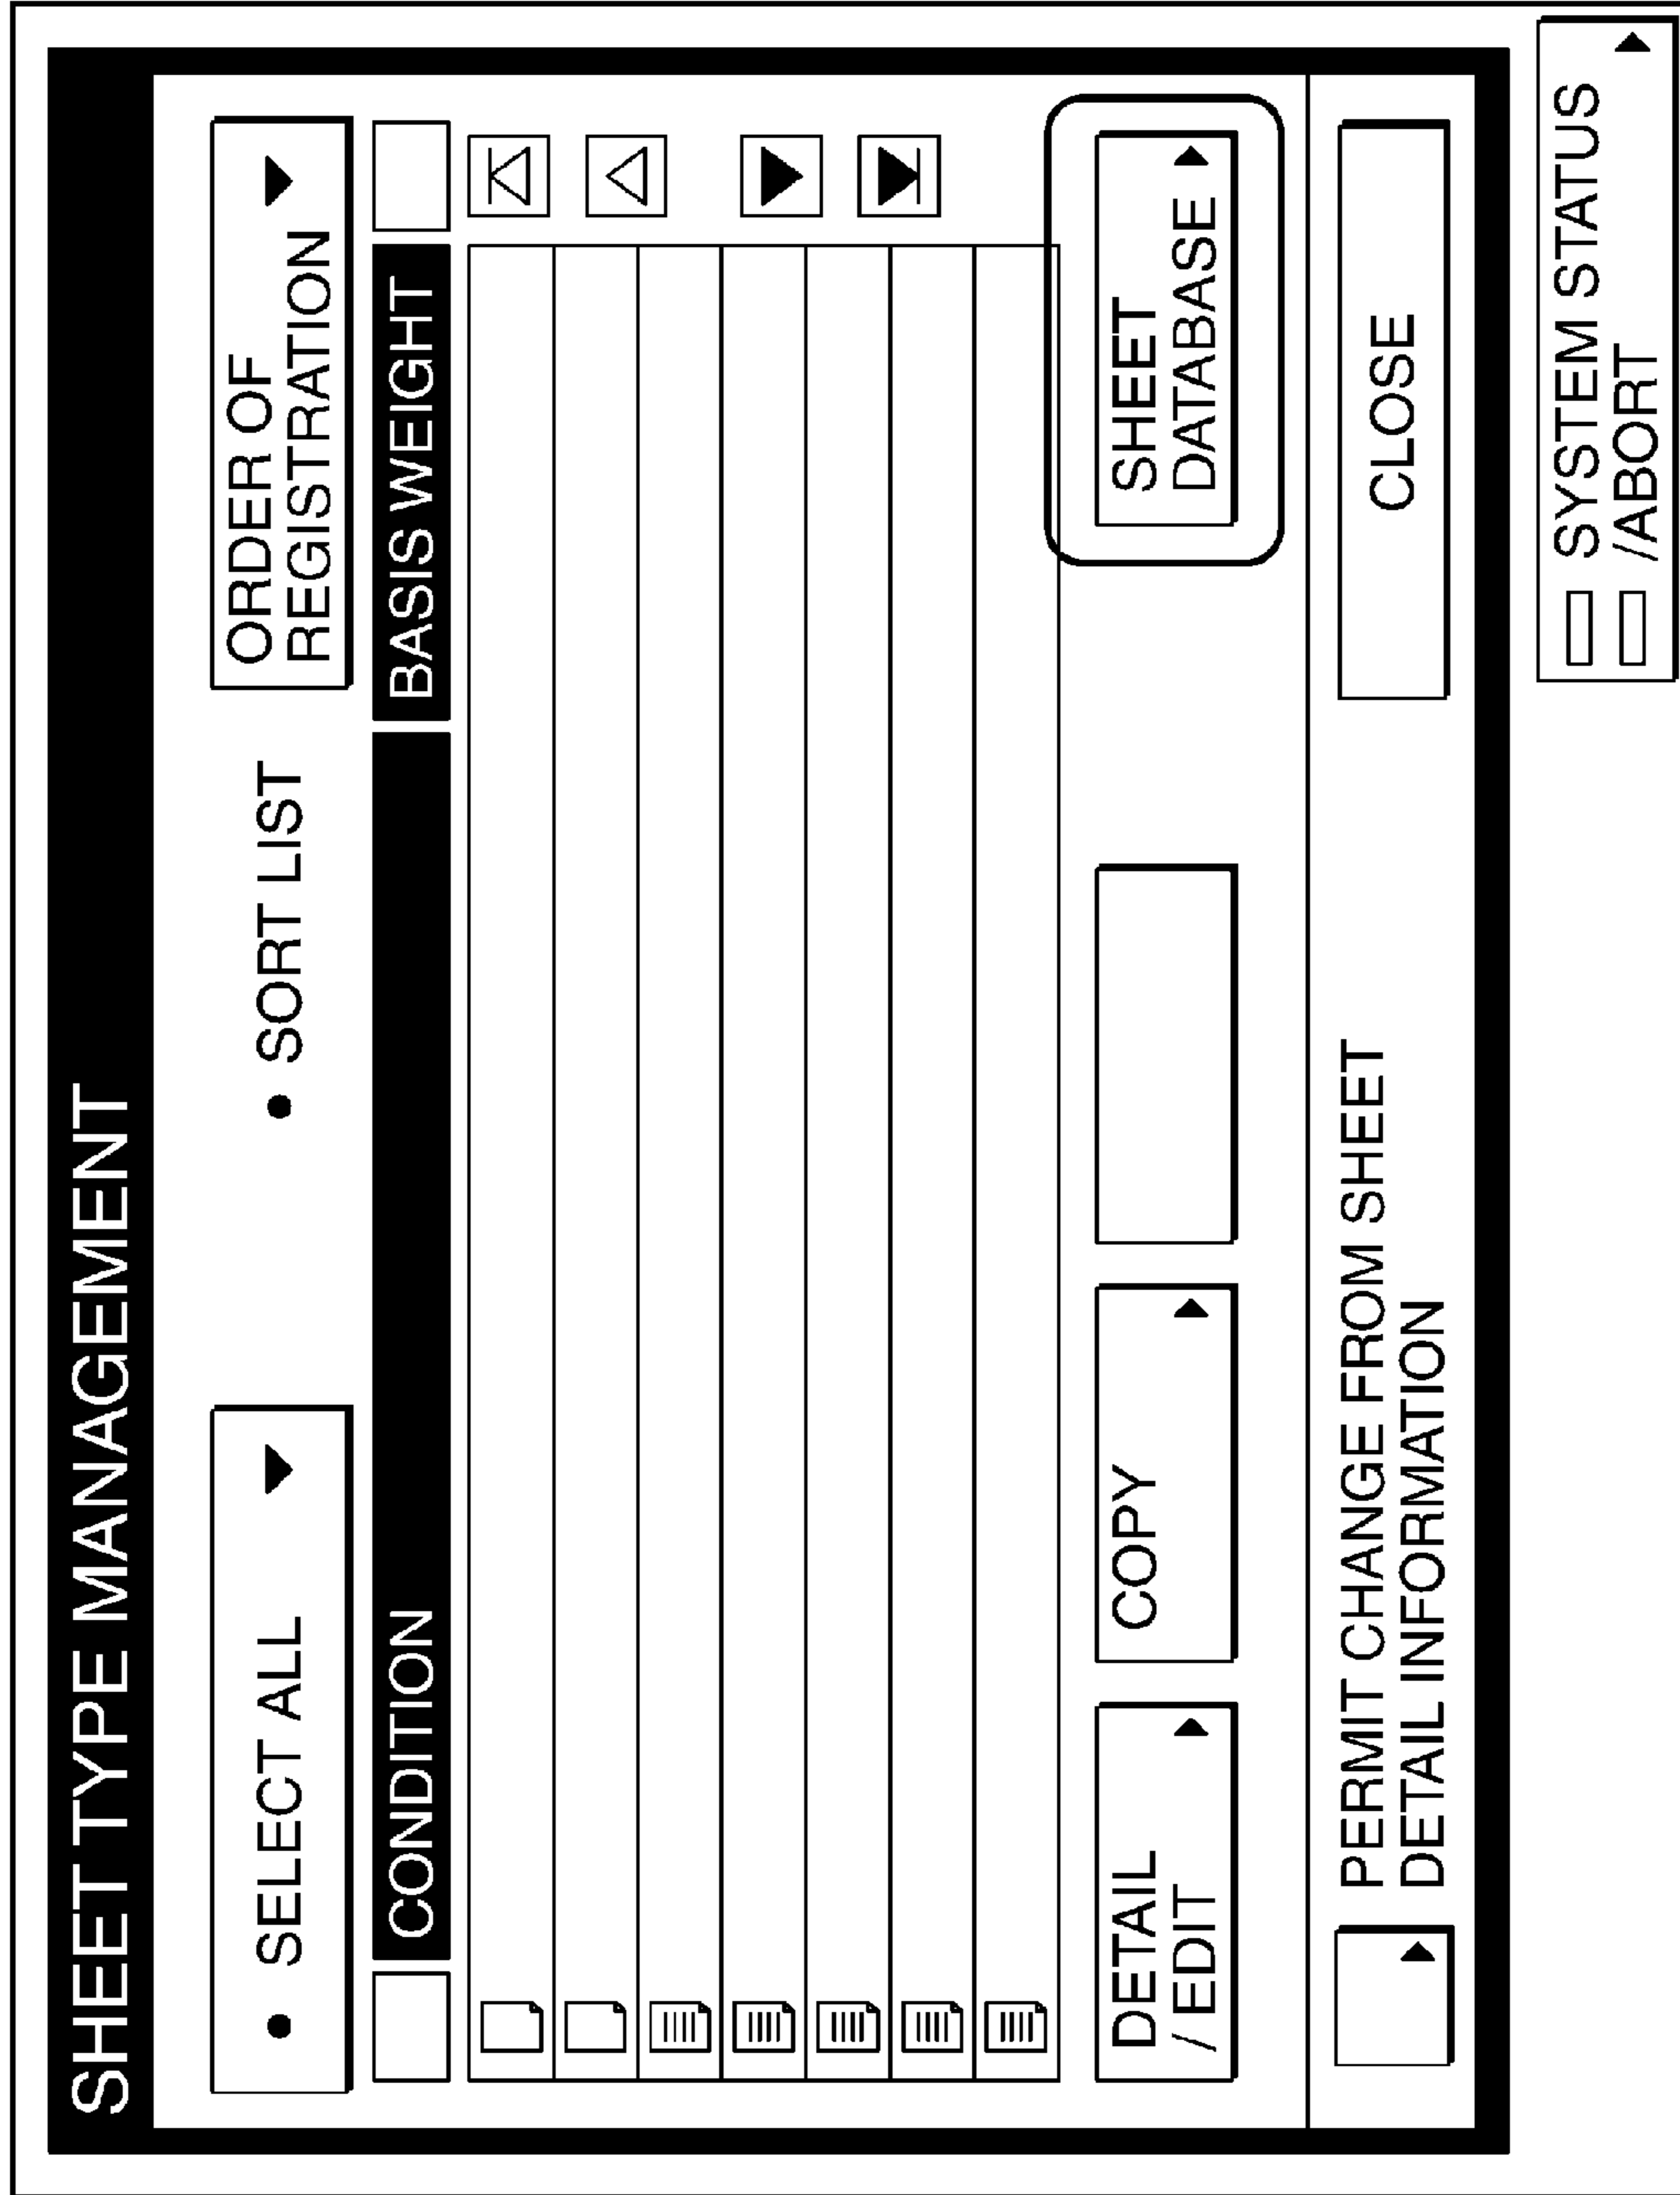 SHEET TYPE MANAGEMENT
• SELECT ALL
• SORT LIST
ORDER OF
REGISTRATION
CONDITION
BASIS WEIGHT
DETAIL
/ EDIT
COPY
SHEET
DATABASE
PERMIT CHANGE FROM SHEET
DETAIL INFORMATION
CLOSE
SYSTEM STATUS
/ABORT